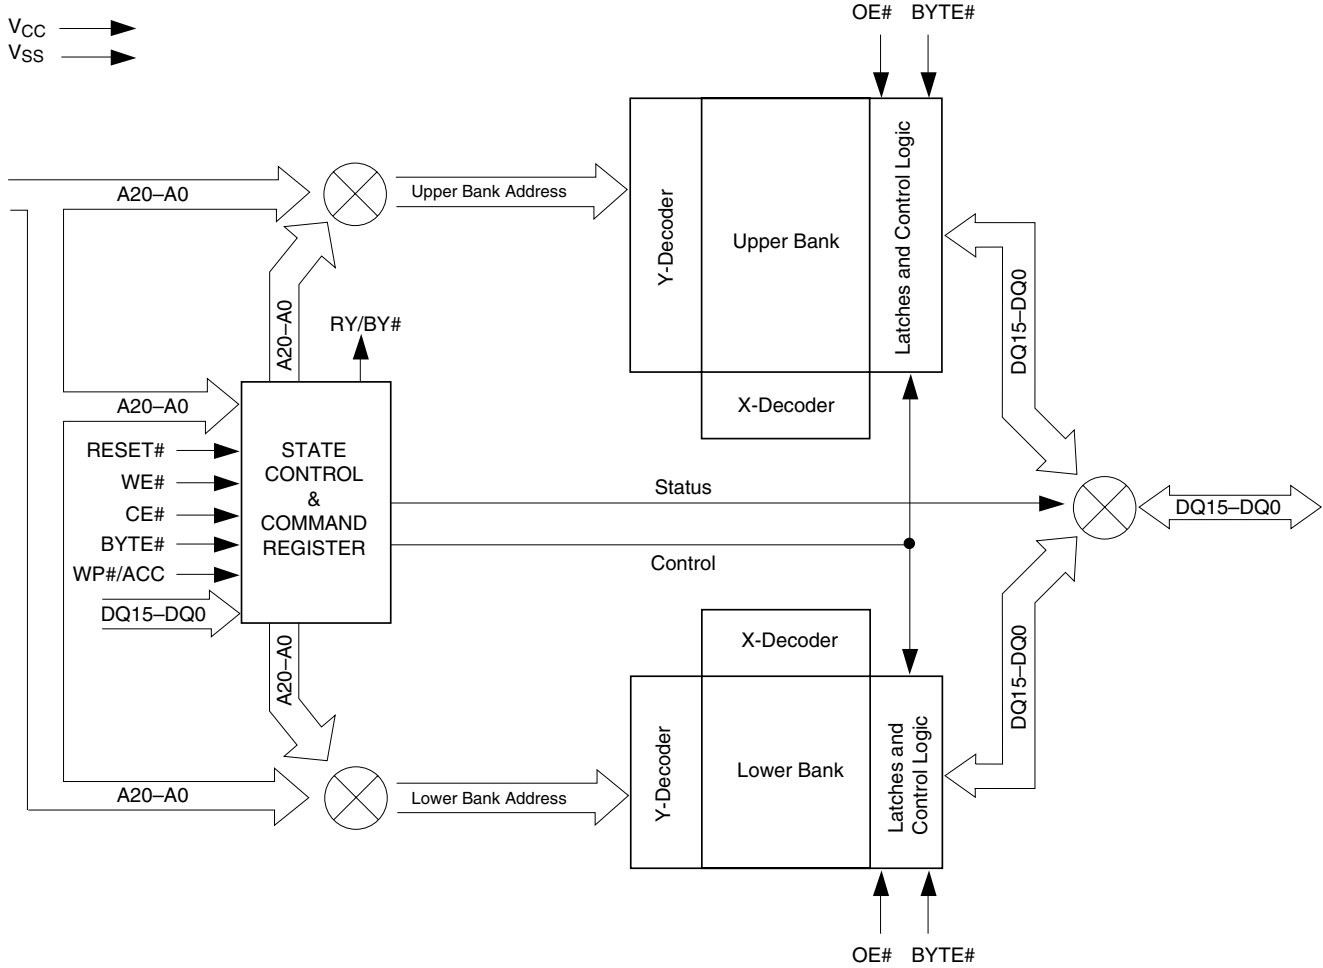 OE# BYTE#
VCC
VSS
A20–A0
Upper Bank Address
Y-Decoder
Upper Bank
Latches and Control Logic
X-Decoder
DQ15–DQ0
A20–A0
RY/BY#
A20–A0
RESET#
WE#
CE#
BYTE#
WP#/ACC
DQ15–DQ0
STATE
CONTROL
&
COMMAND
REGISTER
Status
Control
DQ15–DQ0
A20–A0
X-Decoder
DQ15–DQ0
A20–A0
Lower Bank Address
Y-Decoder
Lower Bank
Latches and
Control Logic
OE# BYTE#